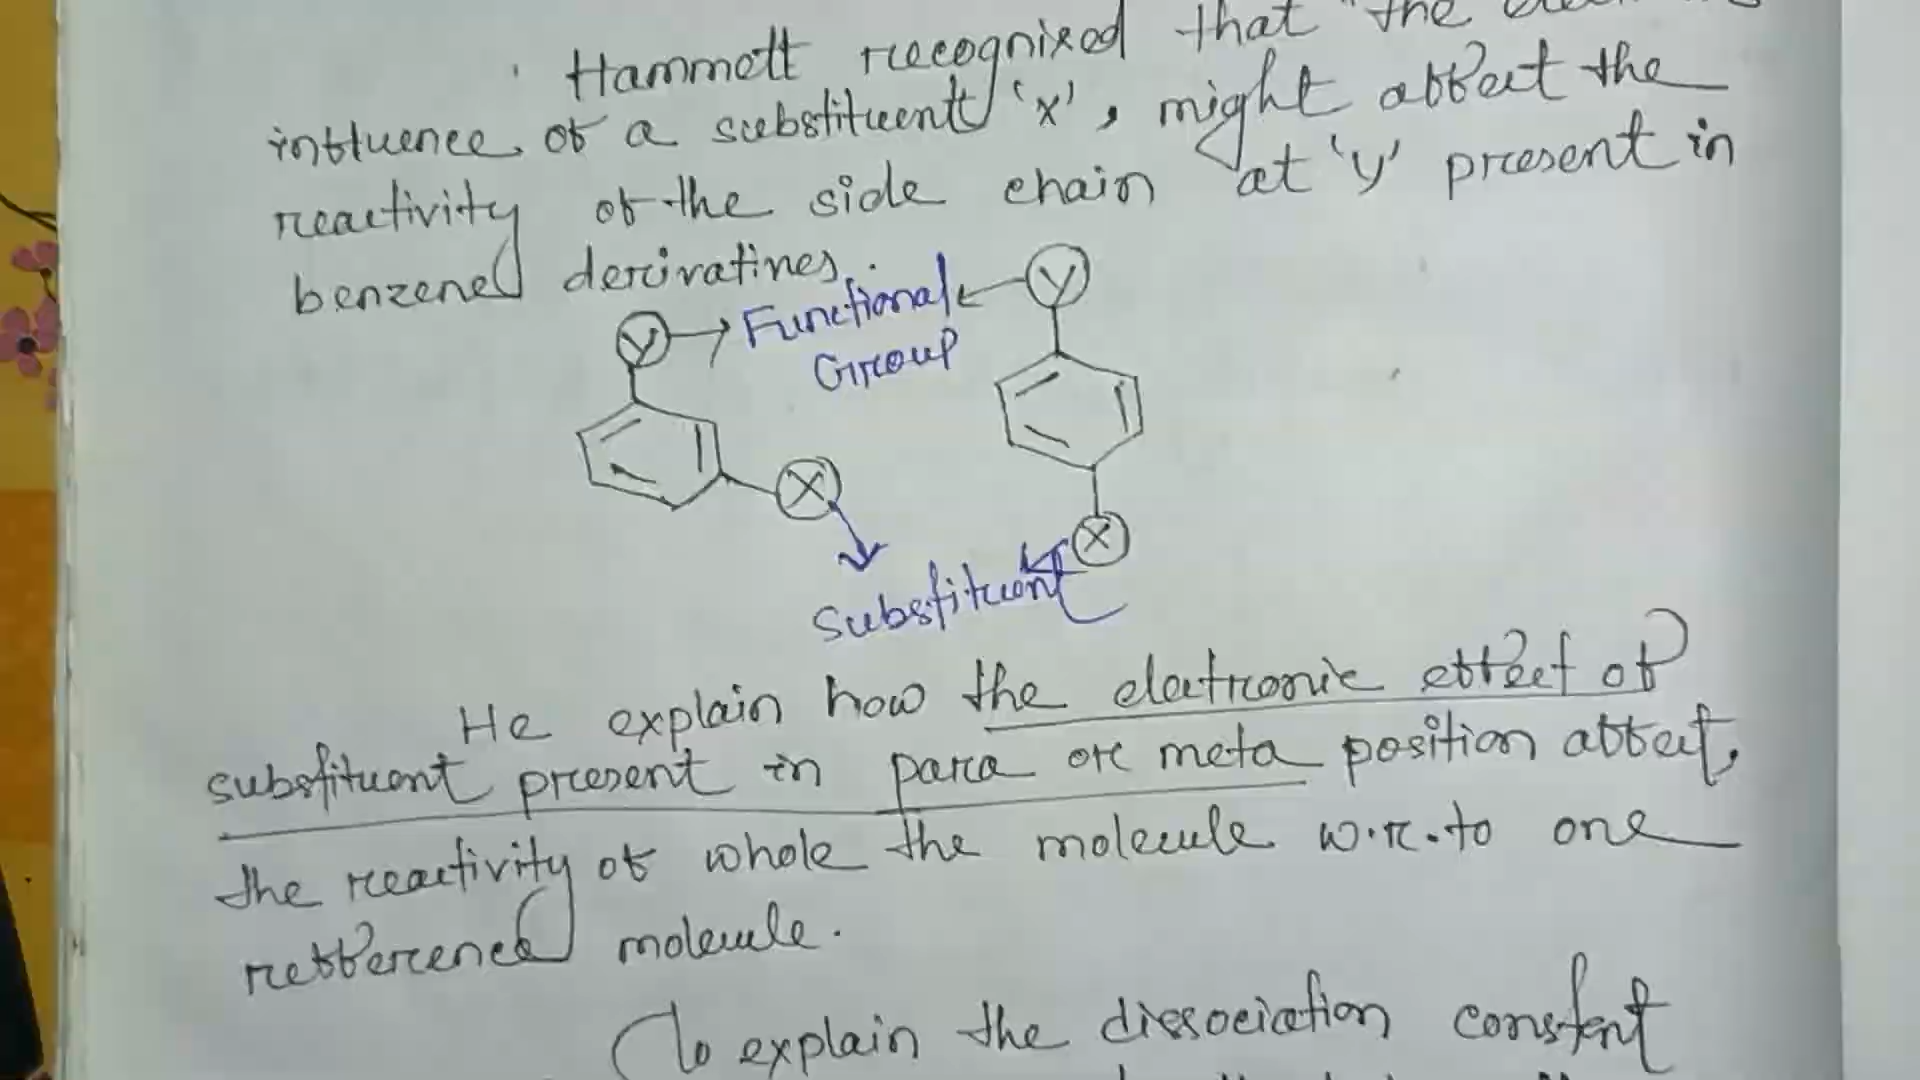 Hammett recognized that "the
influence of a substituent 'x', might affect the
reactivity of the side chain at 'y' present in
benzene derivatines.
Y → Functional ← Y
Group
X
X
Substituent
He explain how the electronic effect of
substituent present in para or meta position affect,
the reactivity of whole the molecule w.r.to one
refference molecule.
To explain the dissociation constant